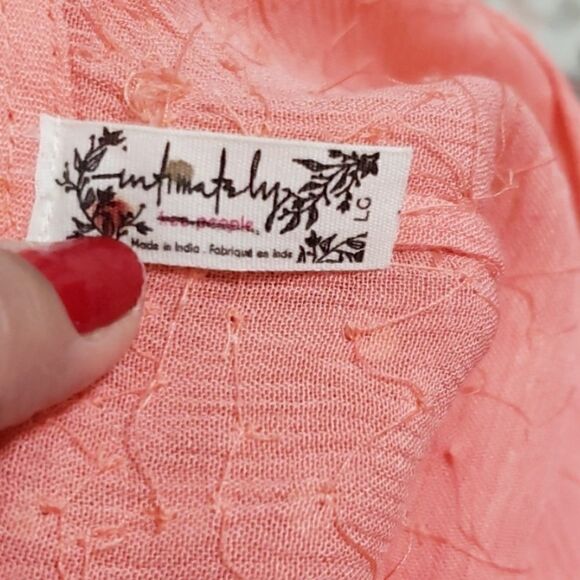 intimately
free people
LG
Made in India . Fabriqué en Inde